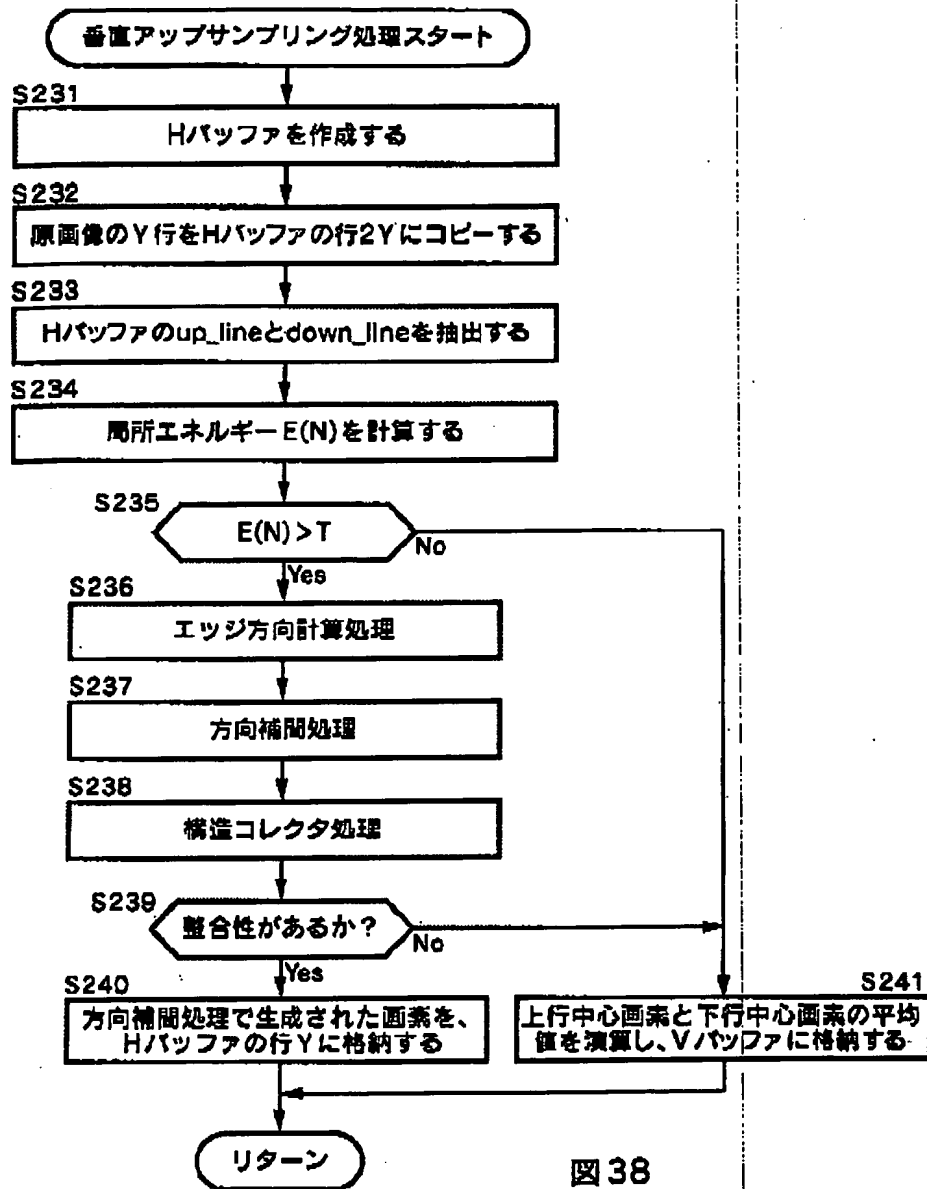 垂直アップサンプリング処理スタート
S231
Hバッファを作成する
S232
原画像のY行をHバッファの行2Yにコピーする
S233
Hバッファのup_lineとdown_lineを抽出する
S234
局所エネルギーE(N)を計算する
S235
E(N)>T
No
Yes
S236
エッジ方向計算処理
S237
方向補間処理
S238
構造コレクタ処理
S239
整合性があるか?
No
Yes
S240
方向補間処理で生成された画素を、
Hバッファの行Yに格納する
S241
上行中心画素と下行中心画素の平均
値を演算し、Vバッファに格納する
リターン
図38